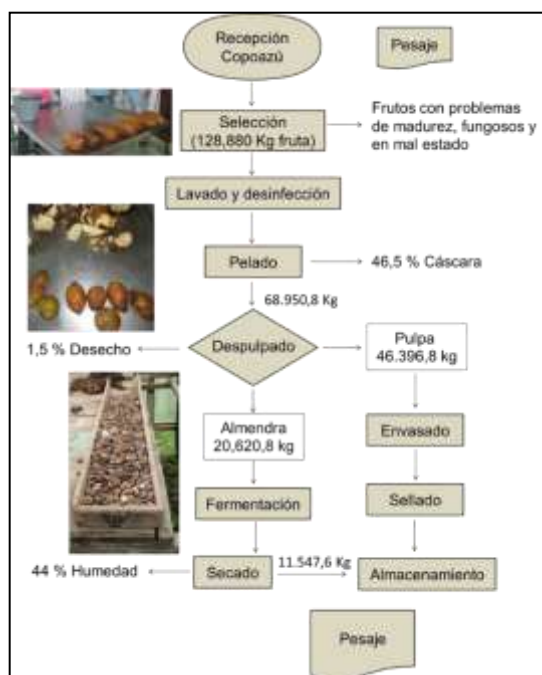 Recepción
Copoazú
Pesaje
Selección
(128,880 Kg fruta)
Frutos con problemas
de madurez, fungosos y
en mal estado
Lavado y desinfección
Pelado
46,5 % Cáscara
68.950,8 Kg
1,5 % Desecho
Despulpado
Pulpa
46.396,8 kg
Almendra
20,620,8 kg
Envasado
Fermentación
Sellado
44 % Humedad
Secado
11.547,6 Kg
Almacenamiento
Pesaje